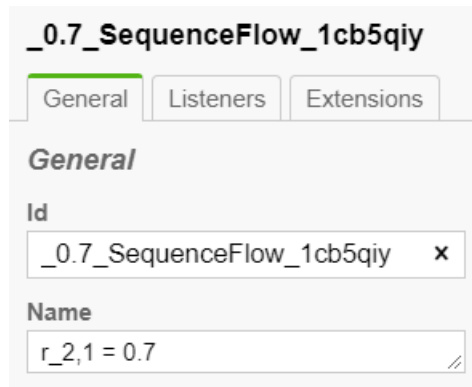 _0.7_SequenceFlow_1cb5qiy
General Listeners Extensions
General
Id
_0.7_SequenceFlow_1cb5qiy ×
Name
r_2,1 = 0.7